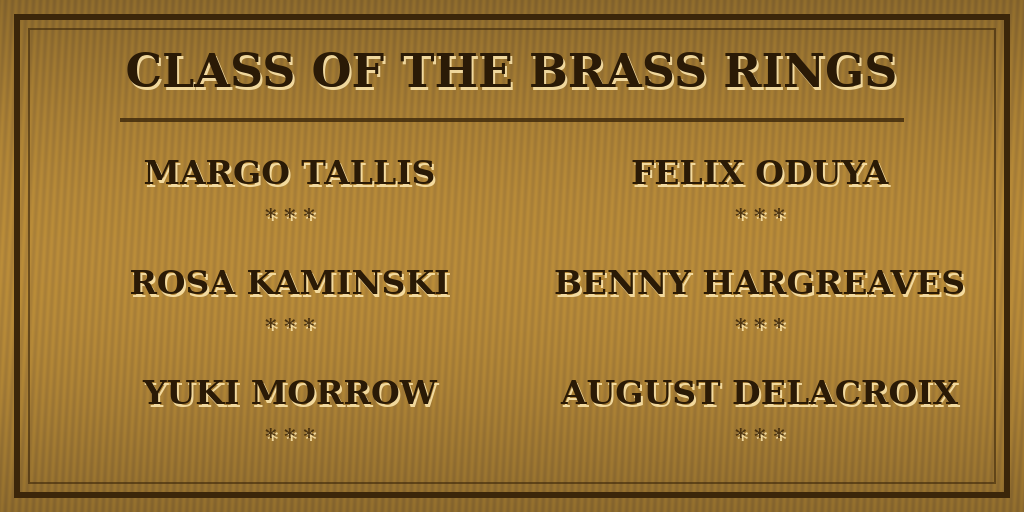 CLASS OF THE BRASS RINGS
MARGO TALLIS
***
FELIX ODUYA
***
ROSA KAMINSKI
***
BENNY HARGREAVES
***
YUKI MORROW
***
AUGUST DELACROIX
***